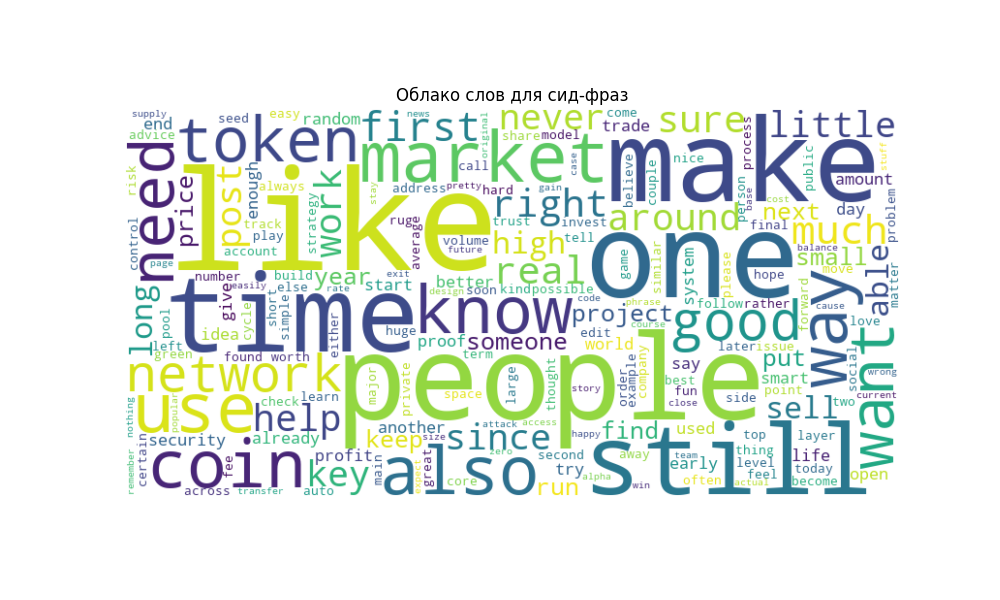 Облако слов для сид-фраз
supply
advice
end
seed
easy
random
news
never
come
sure
little
token
first
original
share
model
trade
process
stuff
need
risk
like
market
make
call
case
nice
public
amount
price
post
enough
always
stay
address
pretty
hard
gain
believe
couple
person
base
cost
day
problem
track
strategy
work
right
trust
invest
around
next
final
much
control
play
account
average
ruge
volume
future
high
tell
one
system
please
hope
balance
small
move
able
matter
page
number
year
real
game
similar
long
easily
build
exit
better
soon
start
code
phrase
follow
rather
forward
cause
way
love
time
give
short
simple
else
rate
know
design
project
good
course
later
issue
social
wrong
pool
cycle
idea
either
huge
proof
someone
edit
world
say
put
left
green
found worth
term
order
example
company
best
fun
smart
current
network
check
learn
major
private
space
large
thought
story
close
side
point
two
want
people
use
popular
help
keep
another
size
attack
access
happy
find
used
team
top
layer
nothing
security
already
since
zero
second
away
thing
sell
remember
certain
coin
fee
profit
main
great
also
core
try
early
level
feel
life
today
across
transfer
key
auto
expect
kind
possible
alpha
run
win
still
often
actual
become
open